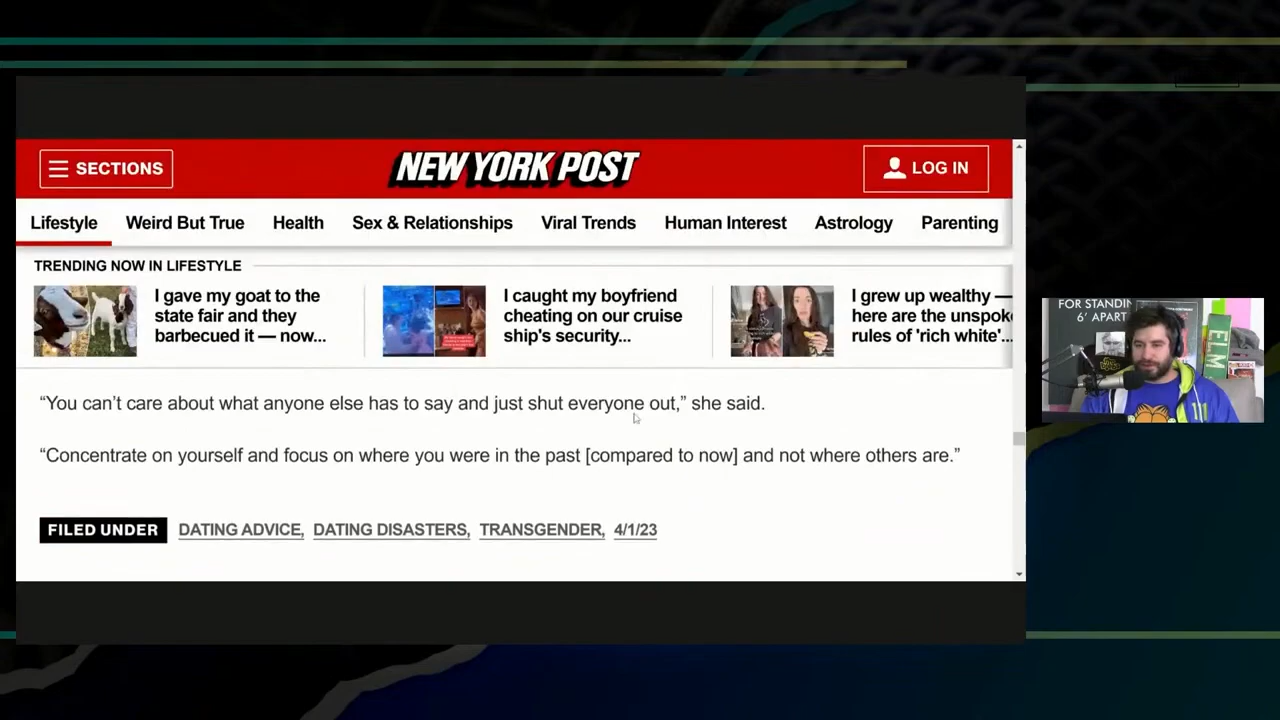 SECTIONS
NEW YORK POST
LOG IN
Lifestyle Weird But True Health Sex & Relationships Viral Trends Human Interest Astrology Parenting
TRENDING NOW IN LIFESTYLE
I gave my goat to the
state fair and they
barbecued it — now...
I caught my boyfriend
cheating on our cruise
ship's security...
I grew up wealthy —
here are the unspok
rules of 'rich white'...
“You can’t care about what anyone else has to say and just shut everyone out,” she said.
“Concentrate on yourself and focus on where you were in the past [compared to now] and not where others are.”
FILED UNDER DATING ADVICE, DATING DISASTERS, TRANSGENDER, 4/1/23
FOR STANDIN
6' APART
ELM